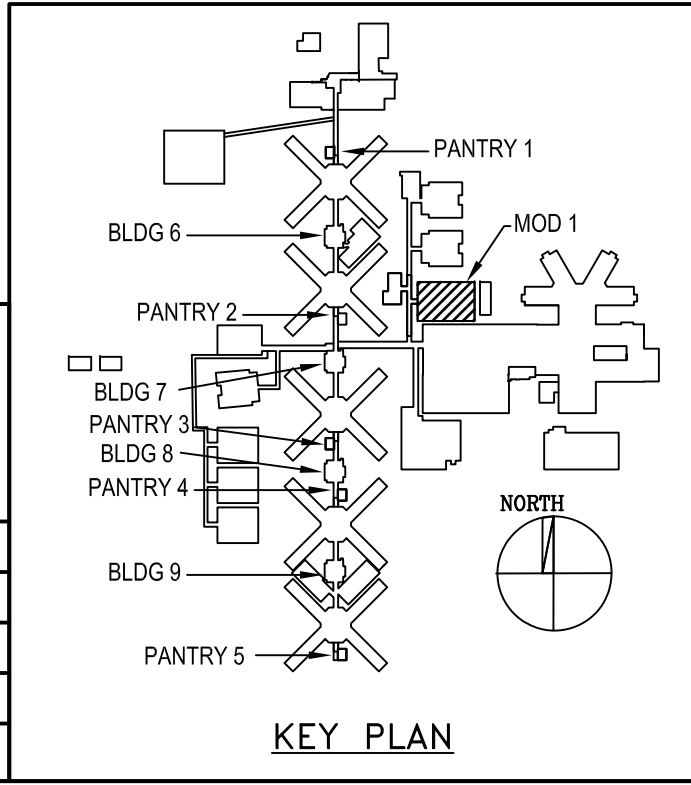 PANTRY 1
MOD 1
BLDG 6
PANTRY 2
BLDG 7
PANTRY 3
BLDG 8
PANTRY 4
NORTH
BLDG 9
PANTRY 5
KEY PLAN